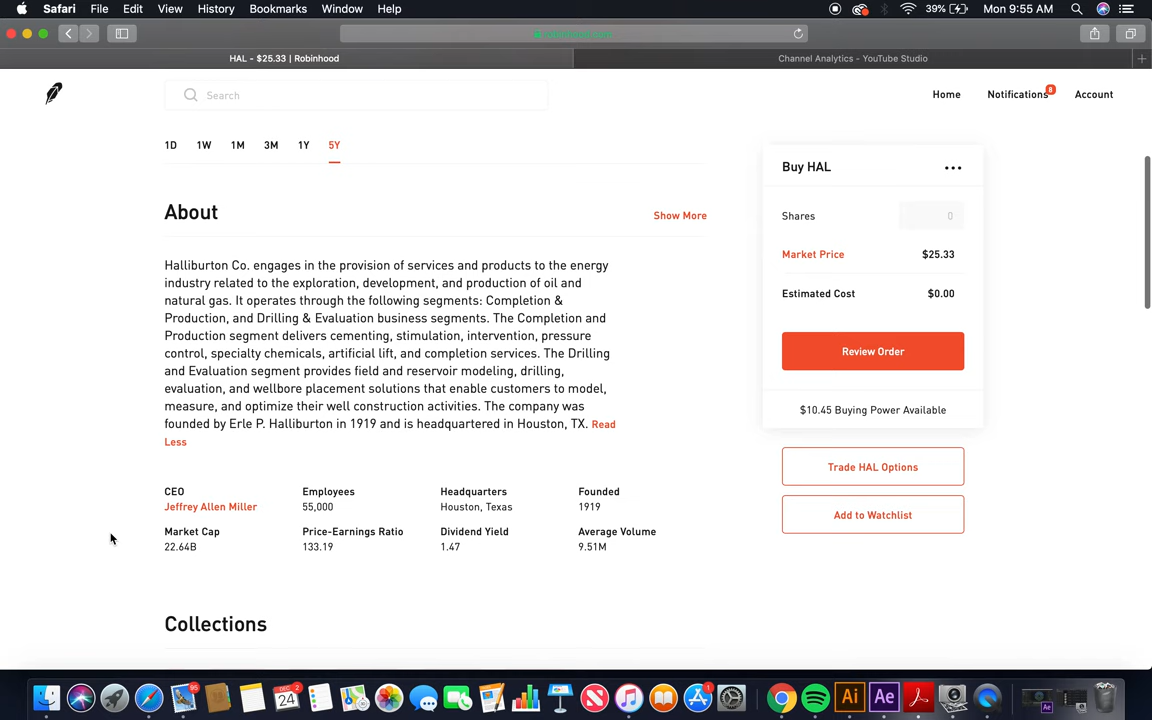 Safari File Edit View History Bookmarks Window Help 39% Mon 9:55 AM
HAL - $25.33 | Robinhood Channel Analytics - YouTube Studio
Search Home Notifications 8 Account
1D 1W 1M 3M 1Y 5Y
About Show More
Halliburton Co. engages in the provision of services and products to the energy
industry related to the exploration, development, and production of oil and
natural gas. It operates through the following segments: Completion &
Production, and Drilling & Evaluation business segments. The Completion and
Production segment delivers cementing, stimulation, intervention, pressure
control, specialty chemicals, artificial lift, and completion services. The Drilling
and Evaluation segment provides field and reservoir modeling, drilling,
evaluation, and wellbore placement solutions that enable customers to model,
measure, and optimize their well construction activities. The company was
founded by Erle P. Halliburton in 1919 and is headquartered in Houston, TX. Read
Less
CEO Employees Headquarters Founded
Jeffrey Allen Miller 55,000 Houston, Texas 1919
Market Cap Price-Earnings Ratio Dividend Yield Average Volume
22.64B 133.19 1.47 9.51M
Collections
Buy HAL
Shares 0
Market Price $25.33
Estimated Cost $0.00
Review Order
$10.45 Buying Power Available
Trade HAL Options
Add to Watchlist
95 DEC 24 2 1 Ai Ae